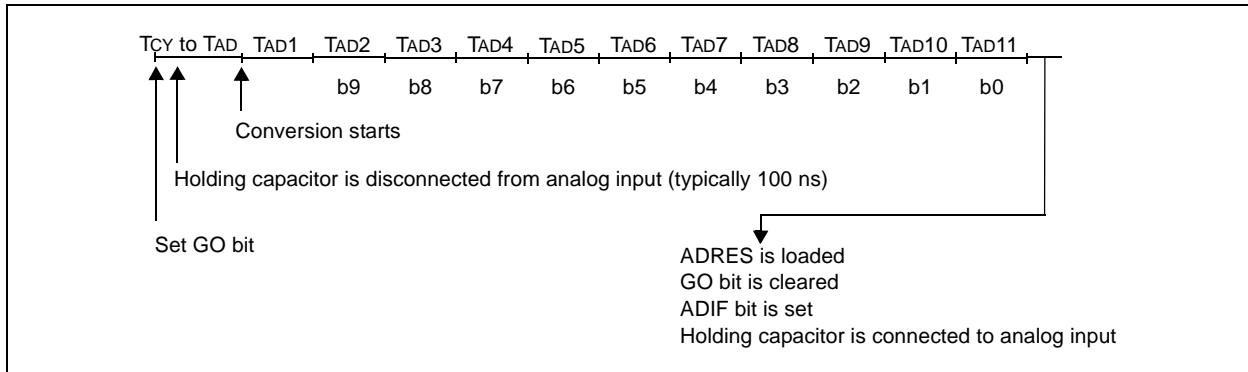 TCY to TAD TAD1 TAD2 TAD3 TAD4 TAD5 TAD6 TAD7 TAD8 TAD9 TAD10 TAD11
b9 b8 b7 b6 b5 b4 b3 b2 b1 b0
Conversion starts
Holding capacitor is disconnected from analog input (typically 100 ns)
Set GO bit
ADRES is loaded
GO bit is cleared
ADIF bit is set
Holding capacitor is connected to analog input